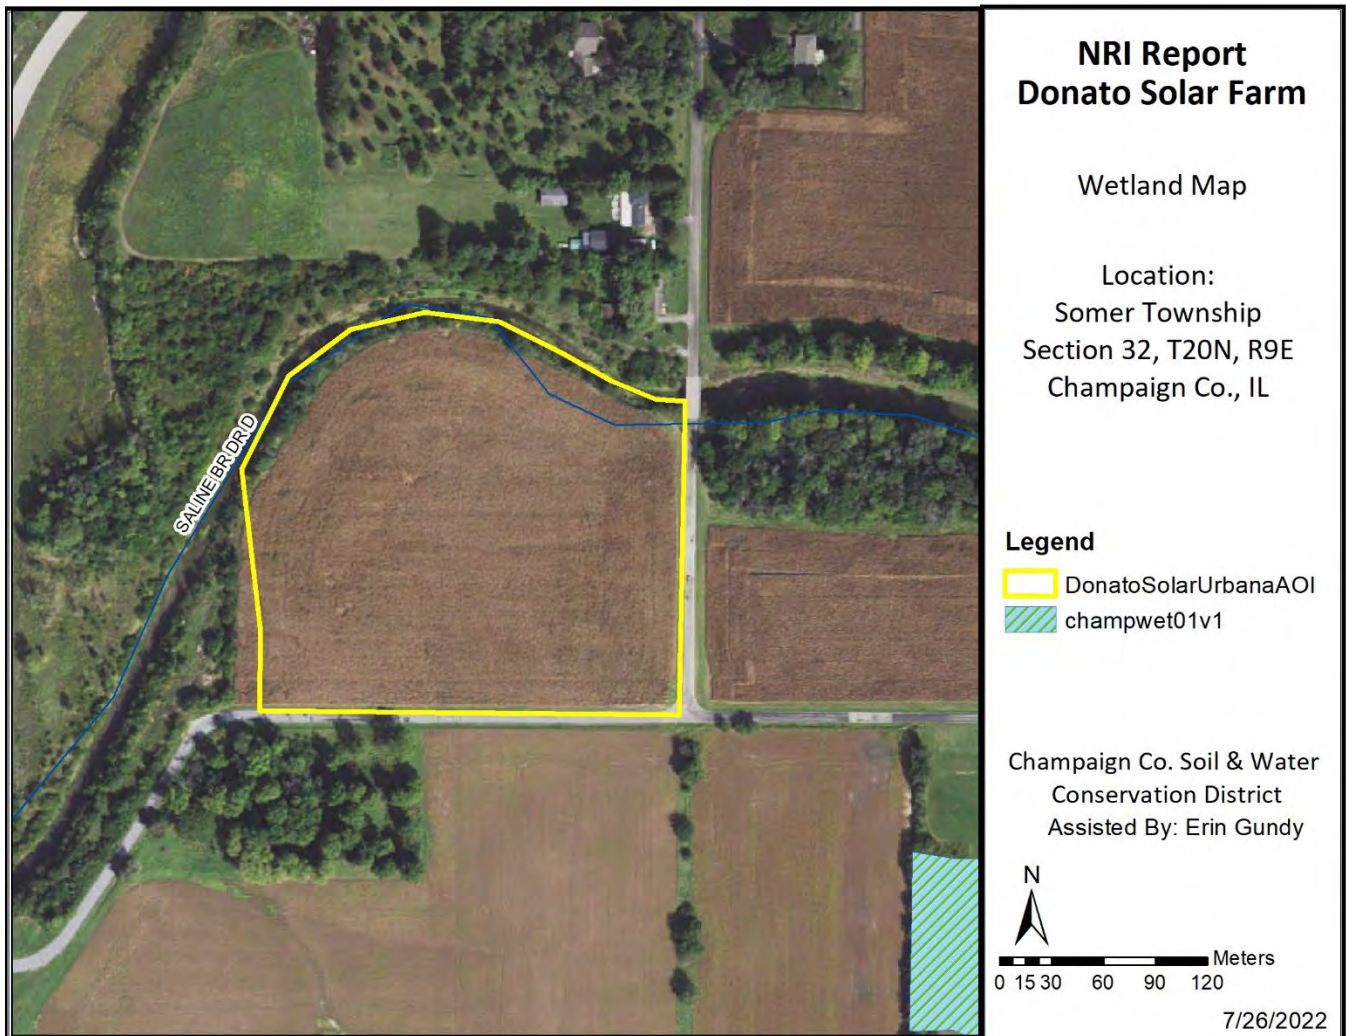 SALINE BR DR D
NRI Report
Donato Solar Farm
Wetland Map
Location:
Somer Township
Section 32, T20N, R9E
Champaign Co., IL
Legend
DonatoSolarUrbanaAOI
champwet01v1
Champaign Co. Soil & Water
Conservation District
Assisted By: Erin Gundy
N
Meters
0 15 30 60 90 120
7/26/2022